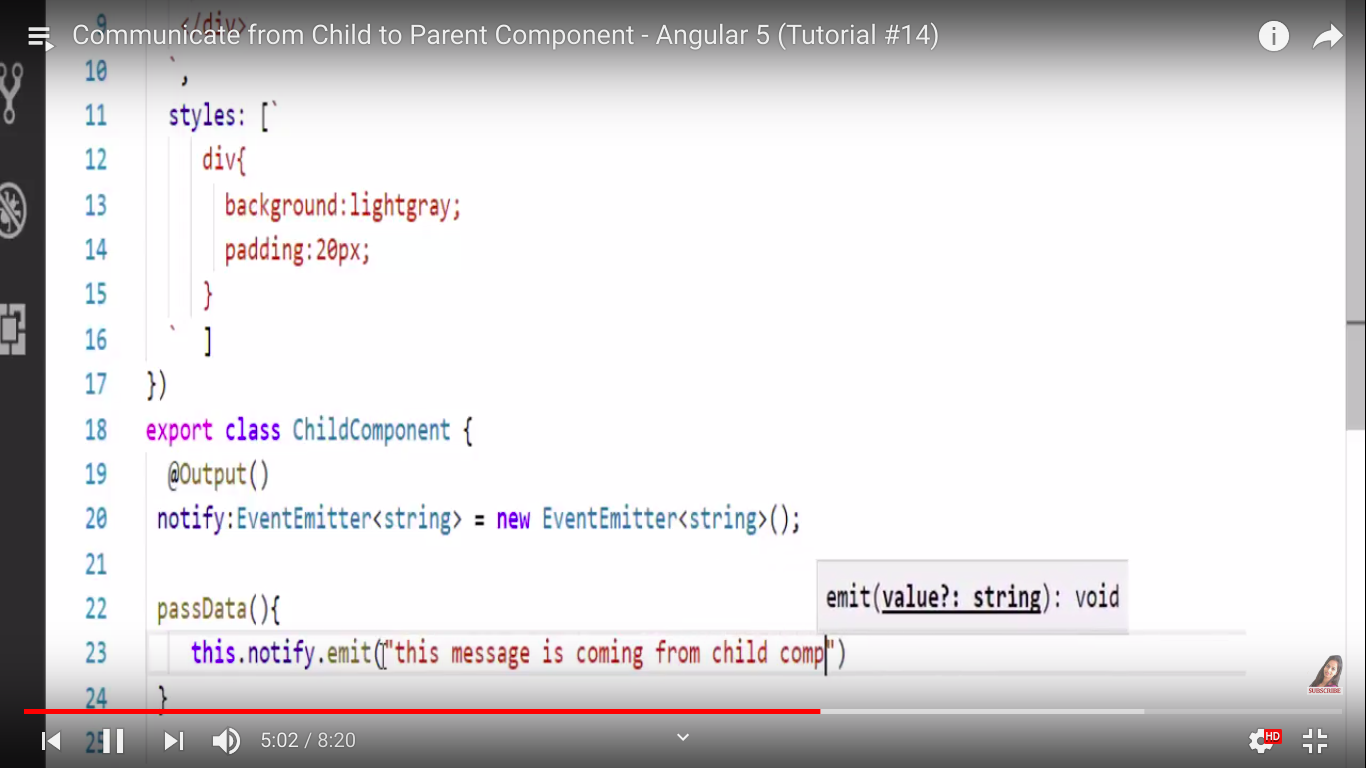 Communicate from Child to Parent Component - Angular 5 (Tutorial #14)
9 </div>
10 `,
11 styles: [`
12 div{
13 background:lightgray;
14 padding:20px;
15 }
16 ` ]
17 })
18 export class ChildComponent {
19 @Output()
20 notify:EventEmitter<string> = new EventEmitter<string>();
21
emit(value?: string): void
22 passData(){
23 this.notify.emit("this message is coming from child comp")
24 }
25
SUBSCRIBE
5:02 / 8:20
HD